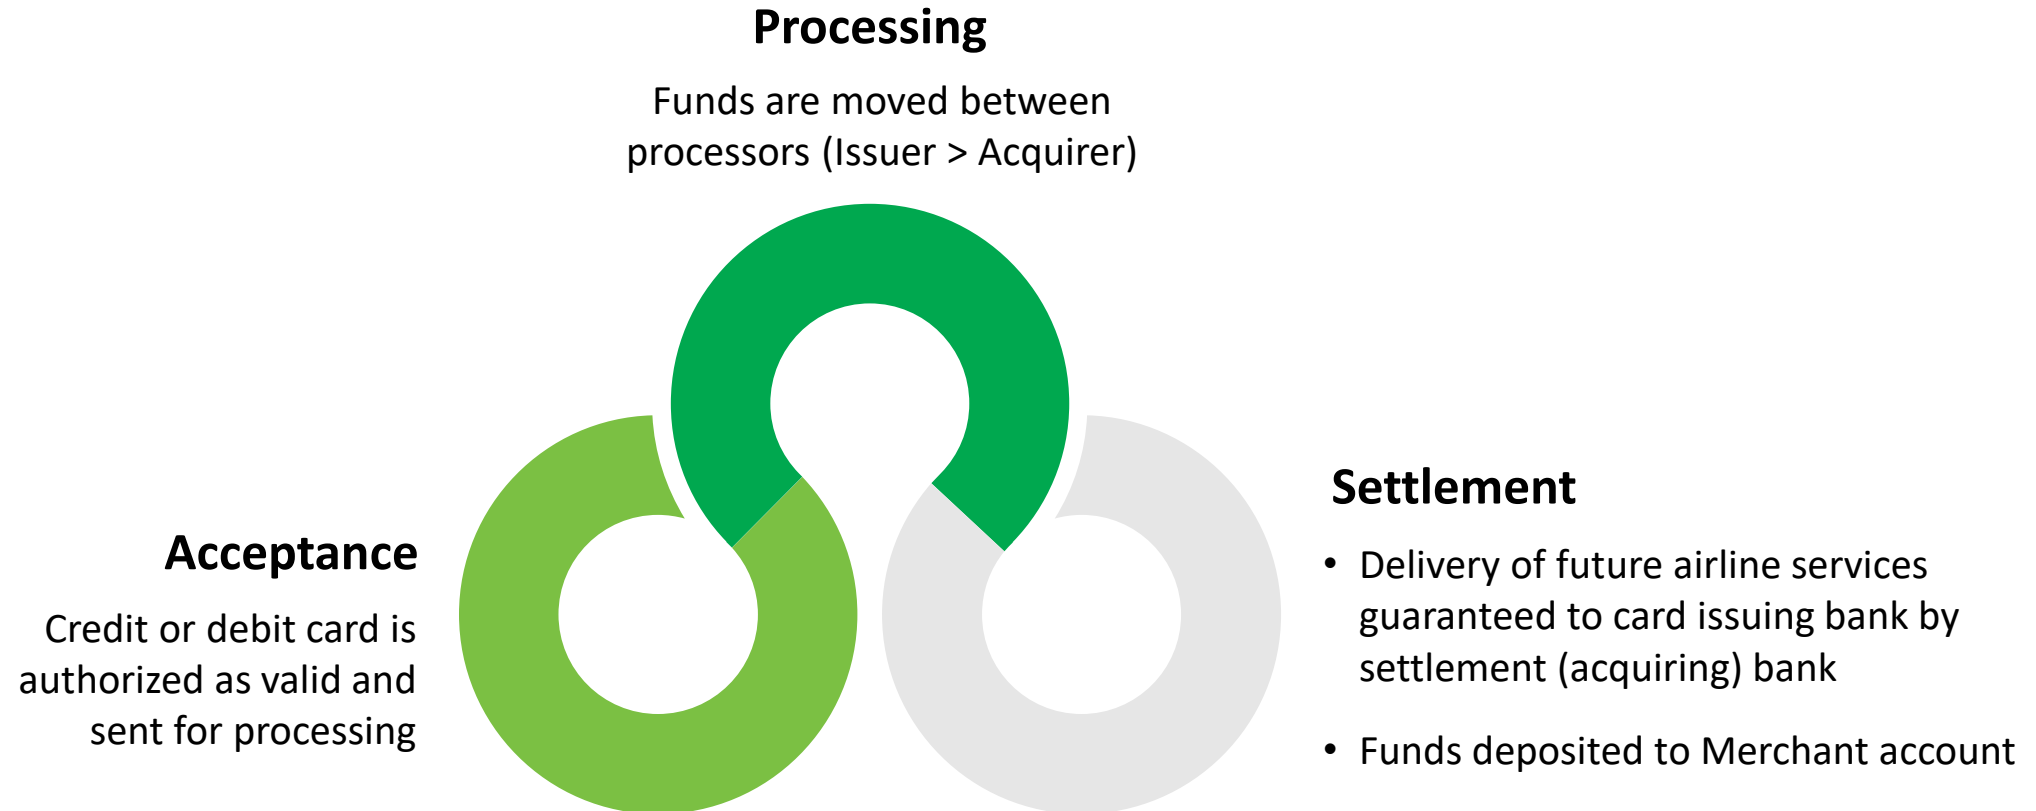 Processing
Funds are moved between
processors (Issuer > Acquirer)
Acceptance
Credit or debit card is
authorized as valid and
sent for processing
Settlement
• Delivery of future airline services
guaranteed to card issuing bank by
settlement (acquiring) bank
• Funds deposited to Merchant account